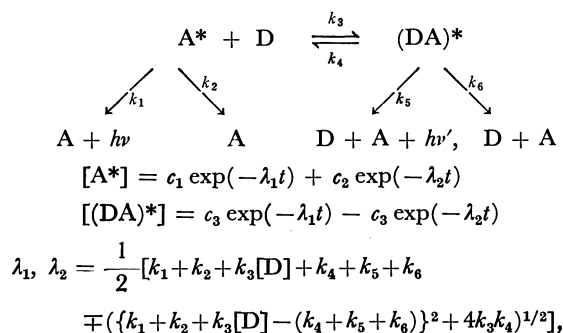 k₃
A* + D ⇌ (DA)*
k₄
k₁ k₂ k₅ k₆
A + hν A D + A + hν′, D + A
[A*] = c₁ exp(−λ₁t) + c₂ exp(−λ₂t)
[(DA)*] = c₃ exp(−λ₁t) − c₃ exp(−λ₂t)
λ₁, λ₂ = 1/2 [k₁+k₂+k₃[D]+k₄+k₅+k₆
∓({k₁+k₂+k₃[D]−(k₄+k₅+k₆)}²+4k₃k₄)^{1/2}],